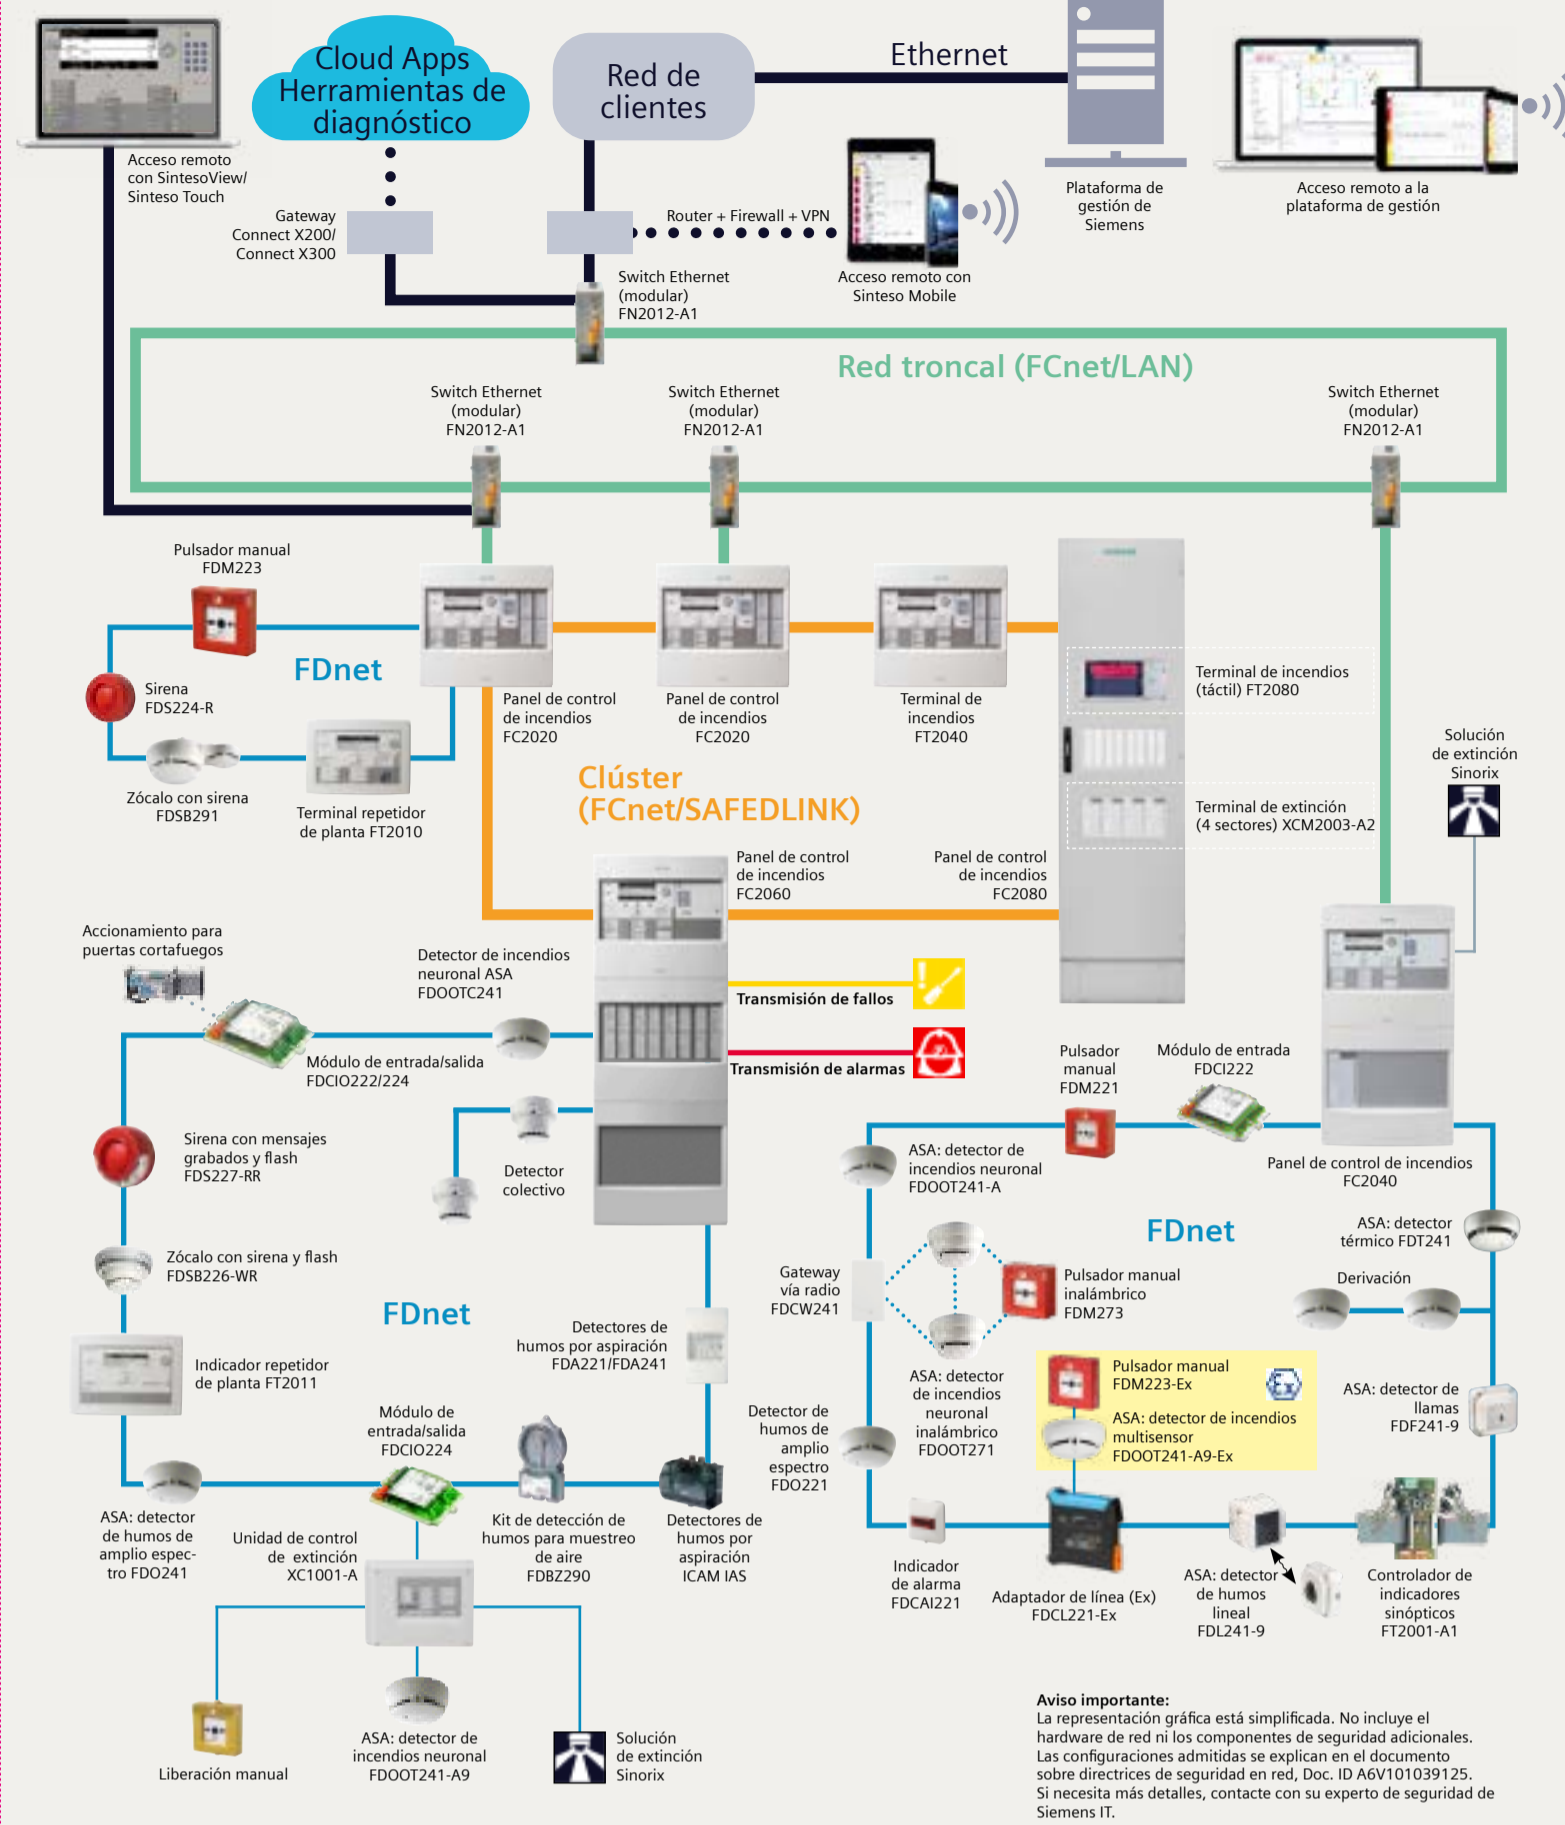 Cloud Apps
Herramientas de
diagnóstico
Red de
clientes
Ethernet
Acceso remoto
con SintesoView/
Sinteso Touch
Gateway
Connect X200/
Connect X300
Router + Firewall + VPN
Switch Ethernet
(modular)
FN2012-A1
Acceso remoto con
Sinteso Mobile
Plataforma de
gestión de
Siemens
Acceso remoto a la
plataforma de gestión
Red troncal (FCnet/LAN)
Switch Ethernet
(modular)
FN2012-A1
Switch Ethernet
(modular)
FN2012-A1
Switch Ethernet
(modular)
FN2012-A1
Pulsador manual
FDM223
FDnet
Sirena
FDS224-R
Zócalo con sirena
FDSB291
Terminal repetidor
de planta FT2010
Panel de control
de incendios
FC2020
Panel de control
de incendios
FC2020
Terminal de
incendios
FT2040
Terminal de incendios
(táctil) FT2080
Terminal de extinción
(4 sectores) XCM2003-A2
Solución
de extinción
Sinorix
Clúster
(FCnet/SAFEDLINK)
Panel de control
de incendios
FC2060
Panel de control
de incendios
FC2080
Accionamiento para
puertas cortafuegos
Detector de incendios
neuronal ASA
FDOOTC241
Módulo de entrada/salida
FDCIO222/224
Transmisión de fallos
Transmisión de alarmas
Sirena con mensajes
grabados y flash
FDS227-RR
Detector
colectivo
Zócalo con sirena y flash
FDSB226-WR
FDnet
Indicador repetidor
de planta FT2011
Detectores de
humos por aspiración
FDA221/FDA241
Módulo de
entrada/salida
FDCIO224
ASA: detector
de humos de
amplio espec-
tro FDO241
Unidad de control
de extinción
XC1001-A
Kit de detección de
humos para muestreo
de aire
FDBZ290
Detectores de
humos por
aspiración
ICAM IAS
Liberación manual
ASA: detector de
incendios neuronal
FDOOT241-A9
Solución
de extinción
Sinorix
Pulsador
manual
FDM221
Módulo de entrada
FDCI222
Panel de control de incendios
FC2040
ASA: detector de
incendios neuronal
FDOOT241-A
FDnet
ASA: detector
térmico FDT241
Derivación
Gateway
vía radio
FDCW241
Pulsador manual
inalámbrico
FDM273
ASA: detector
de incendios
neuronal
inalámbrico
FDOOT271
Pulsador manual
FDM223-Ex
Ex
ASA: detector de incendios
multisensor
FDOOT241-A9-Ex
ASA: detector de
llamas
FDF241-9
Detector de
humos de
amplio
espectro
FDO221
Indicador
de alarma
FDCAI221
Adaptador de línea (Ex)
FDCL221-Ex
ASA: detector
de humos
lineal
FDL241-9
Controlador de
indicadores
sinópticos
FT2001-A1
Aviso importante:
La representación gráfica está simplificada. No incluye el
hardware de red ni los componentes de seguridad adicionales.
Las configuraciones admitidas se explican en el documento
sobre directrices de seguridad en red, Doc. ID A6V101039125.
Si necesita más detalles, contacte con su experto de seguridad de
Siemens IT.